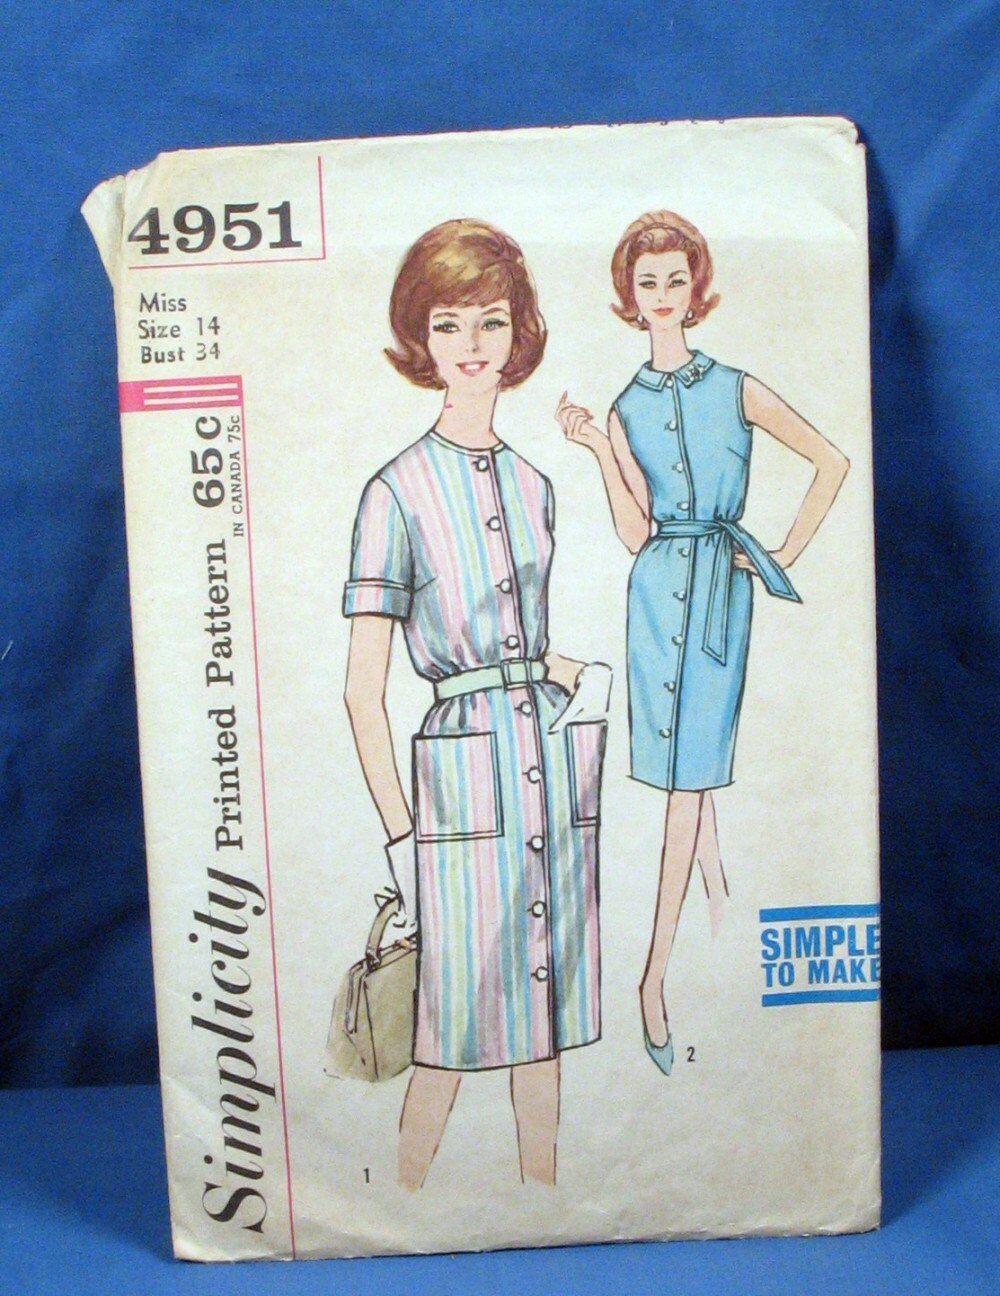 4951
Miss
Size 14
Bust 34
65c
IN CANADA 75c
Simplicity Printed Pattern
SIMPLE
TO MAKE
1
2